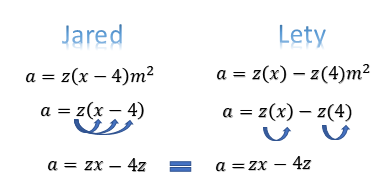 Jared Lety
a = z(x − 4)m² a = z(x) − z(4)m²
a = z(x − 4) a = z(x) − z(4)
a = zx − 4z = a = zx − 4z